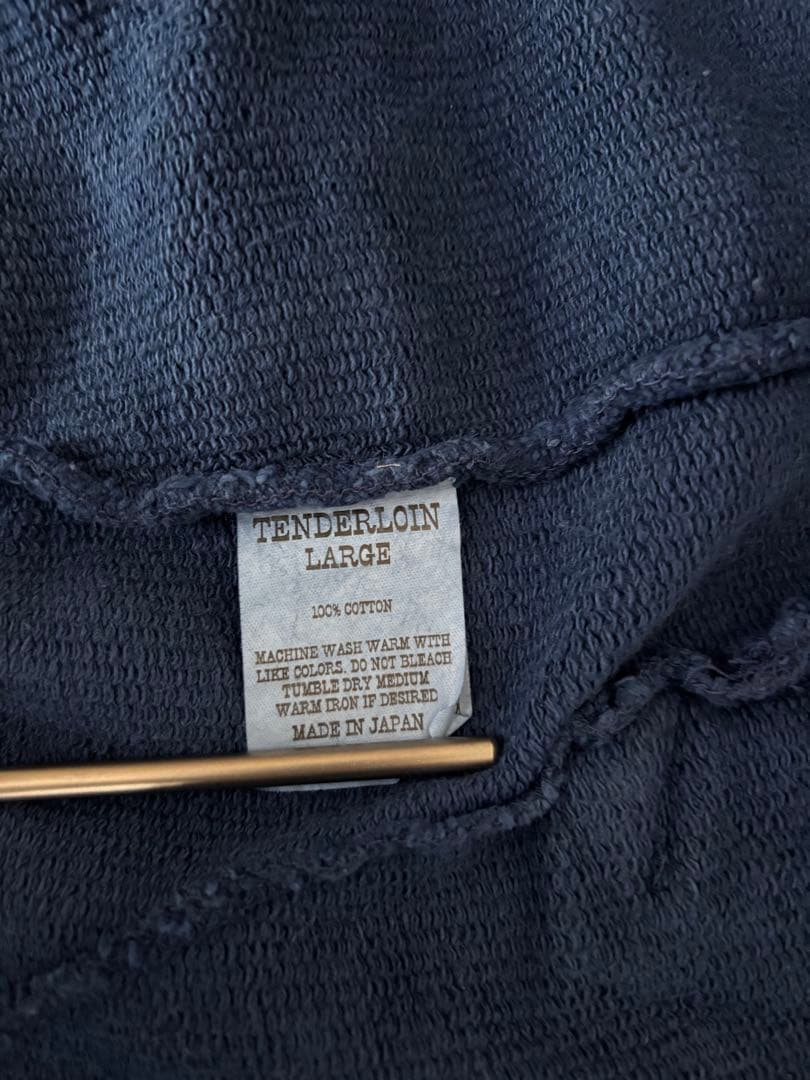 TENDERLOIN
LARGE
100% COTTON
MACHINE WASH WARM WITH
LIKE COLORS. DO NOT BLEACH
TUMBLE DRY MEDIUM
WARM IRON IF DESIRED
MADE IN JAPAN